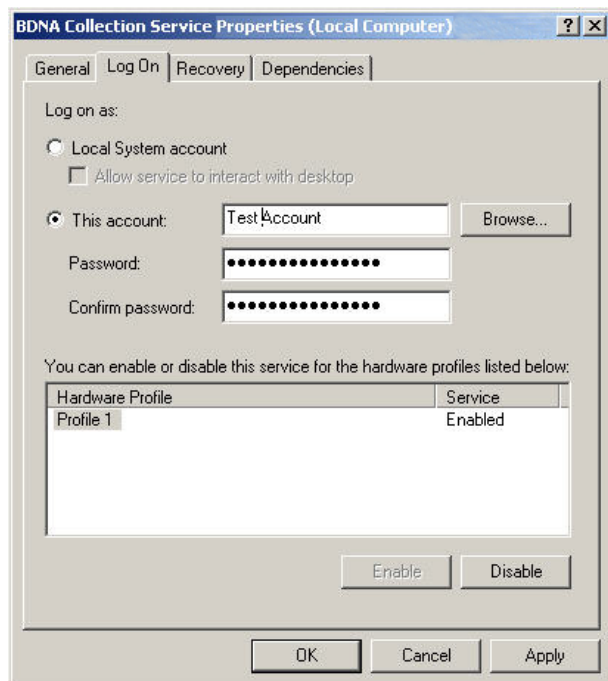 BDNA Collection Service Properties (Local Computer)
General Log On Recovery Dependencies
Log on as:
Local System account
Allow service to interact with desktop
This account: Test Account Browse...
Password: ●●●●●●●●●●●●●●●
Confirm password: ●●●●●●●●●●●●●●●
You can enable or disable this service for the hardware profiles listed below:
Hardware Profile Service
Profile 1 Enabled
Enable Disable
OK Cancel Apply